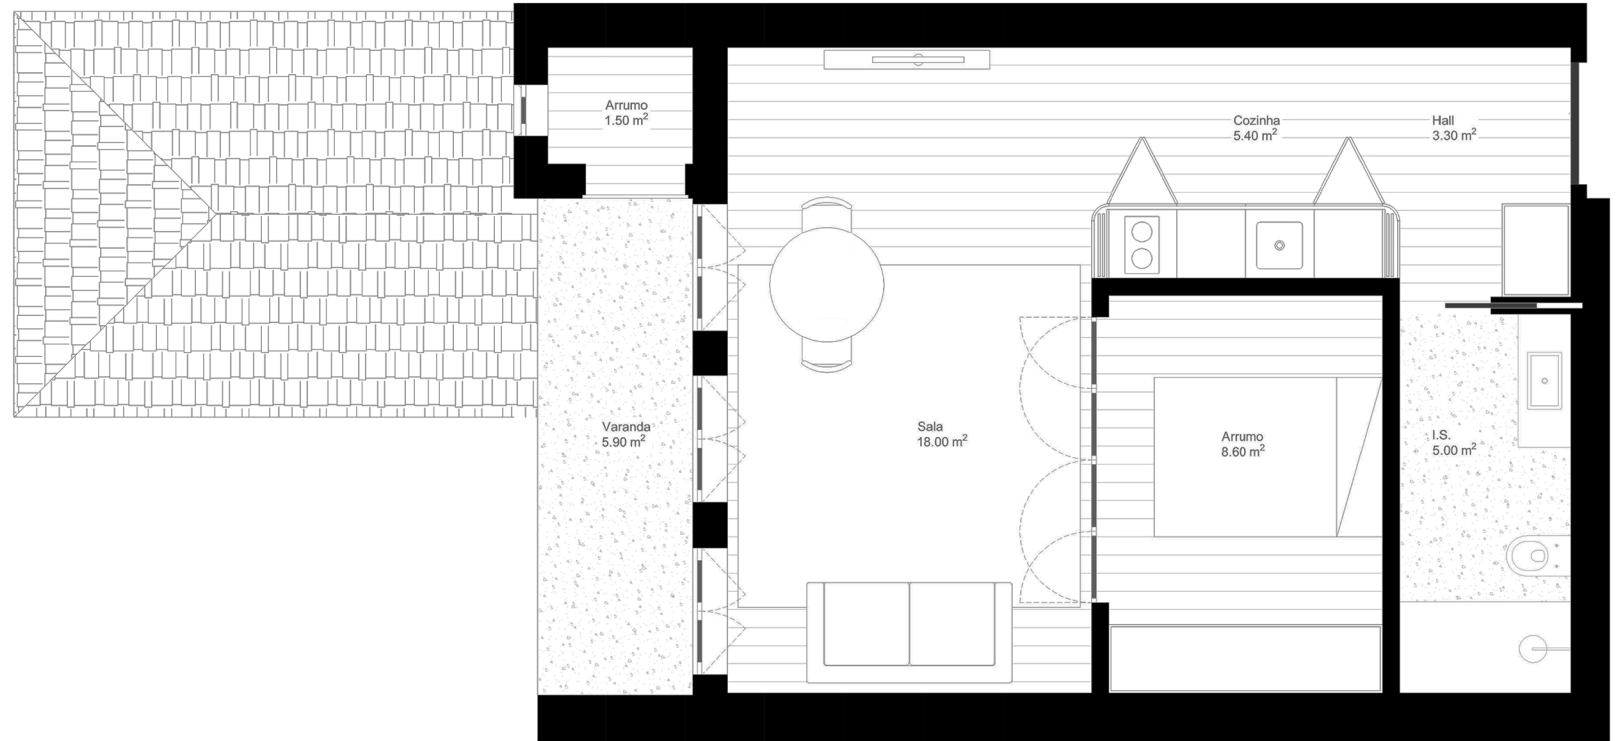 Arrumo
1.50 m²
Cozinha
5.40 m²
Hall
3.30 m²
Varanda
5.90 m²
Sala
18.00 m²
Arrumo
8.60 m²
I.S.
5.00 m²